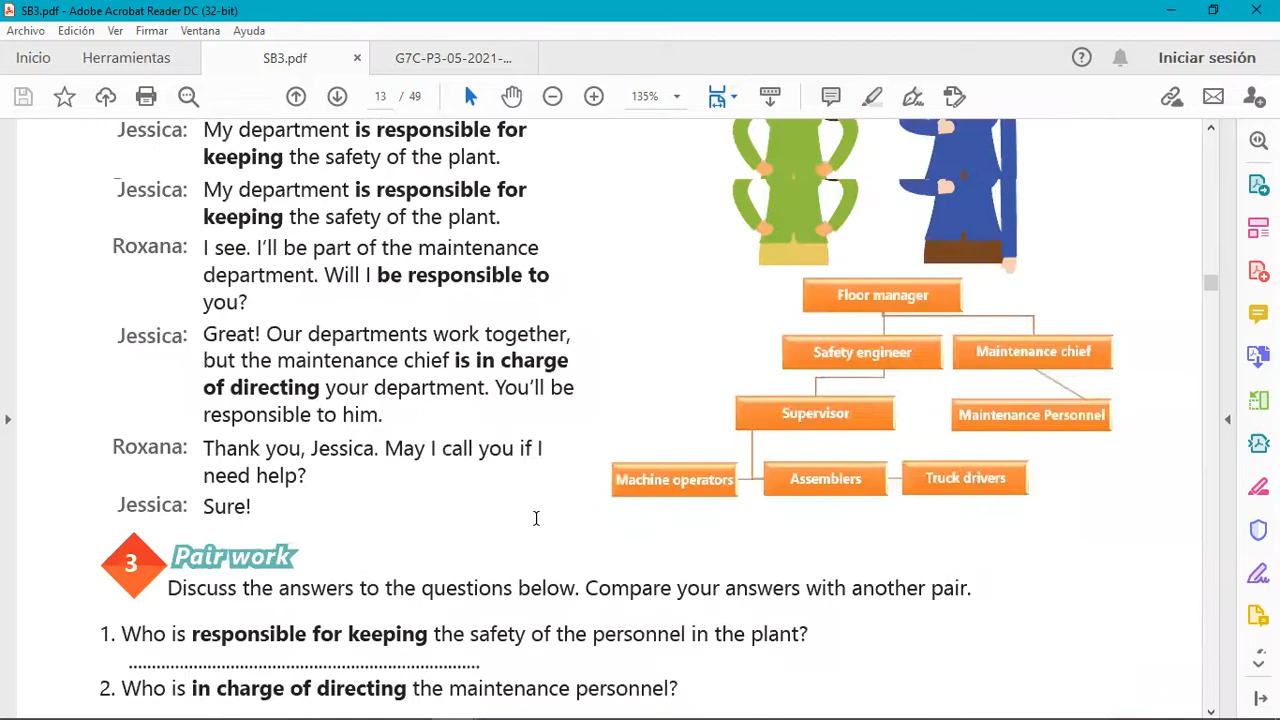 SB3.pdf - Adobe Acrobat Reader DC (32-bit)
Archivo Edición Ver Firmar Ventana Ayuda
Inicio Herramientas SB3.pdf × G7C-P3-05-2021-... Iniciar sesión
13 / 49 135%
Jessica: My department is responsible for
keeping the safety of the plant.
Jessica: My department is responsible for
keeping the safety of the plant.
Roxana: I see. I'll be part of the maintenance
department. Will I be responsible to
you?
Jessica: Great! Our departments work together,
but the maintenance chief is in charge
of directing your department. You'll be
responsible to him.
Roxana: Thank you, Jessica. May I call you if I
need help?
Jessica: Sure!
Floor manager
Safety engineer Maintenance chief
Supervisor Maintenance Personnel
Machine operators Assemblers Truck drivers
3 Pair work
Discuss the answers to the questions below. Compare your answers with another pair.
1. Who is responsible for keeping the safety of the personnel in the plant?
...........................................................................
2. Who is in charge of directing the maintenance personnel?